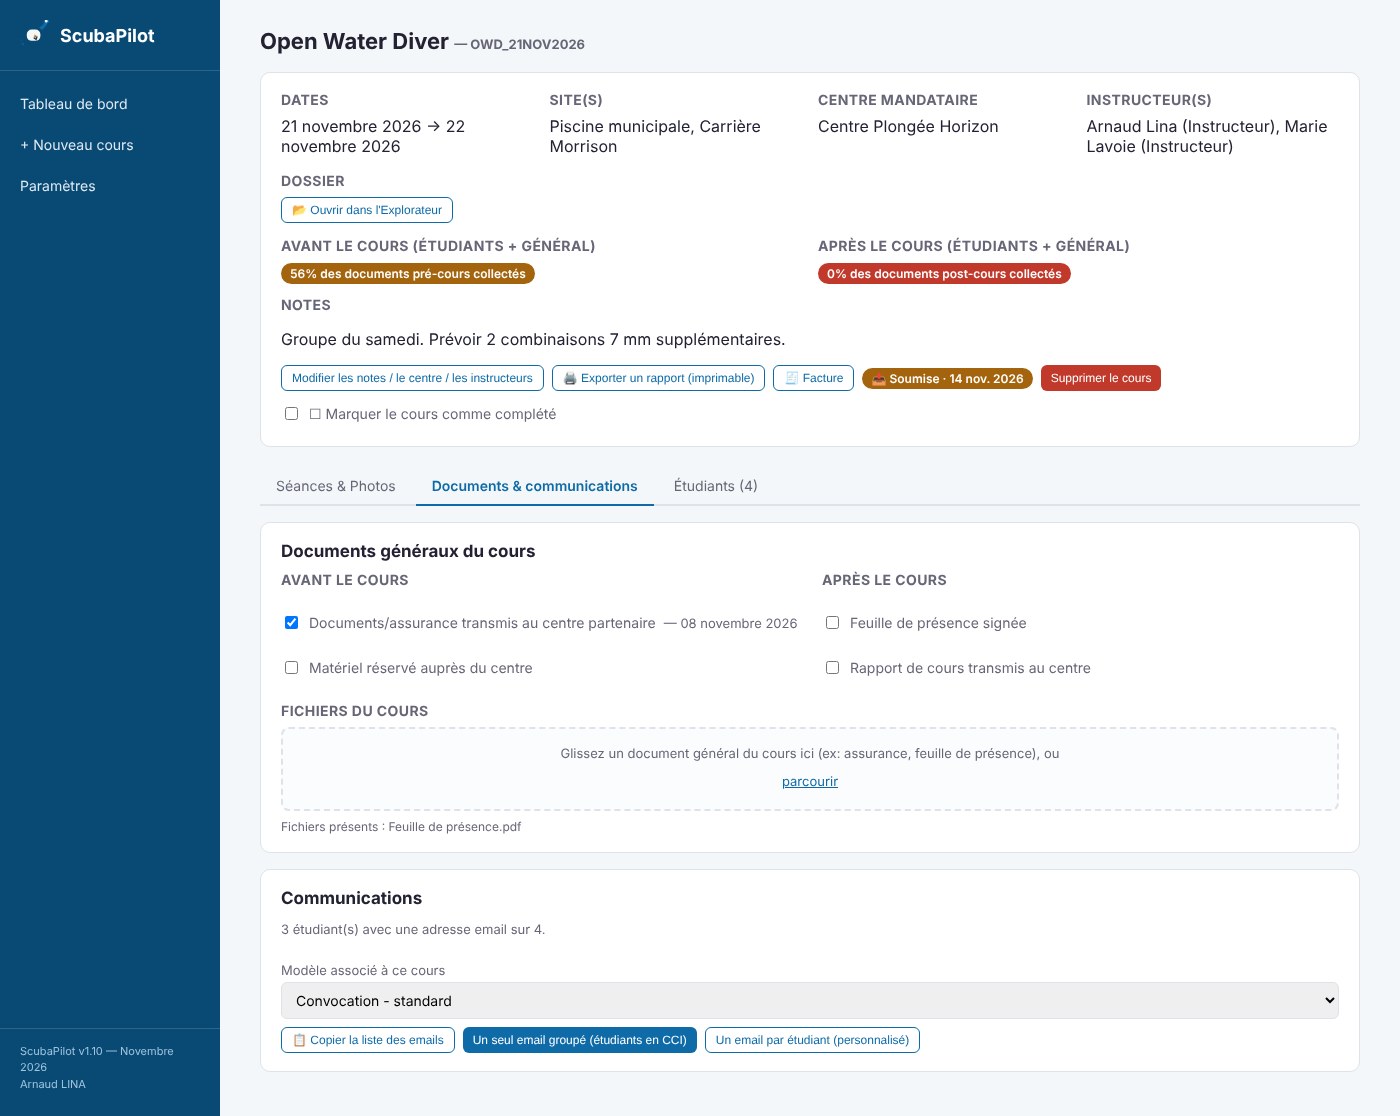 ScubaPilot
Tableau de bord
+ Nouveau cours
Paramètres
ScubaPilot v1.10 — Novembre
2026
Arnaud LINA
Open Water Diver — OWD_21NOV2026
DATES
21 novembre 2026 → 22
novembre 2026
SITE(S)
Piscine municipale, Carrière
Morrison
CENTRE MANDATAIRE
Centre Plongée Horizon
INSTRUCTEUR(S)
Arnaud Lina (Instructeur), Marie
Lavoie (Instructeur)
DOSSIER
📂 Ouvrir dans l'Explorateur
AVANT LE COURS (ÉTUDIANTS + GÉNÉRAL)
56% des documents pré-cours collectés
APRÈS LE COURS (ÉTUDIANTS + GÉNÉRAL)
0% des documents post-cours collectés
NOTES
Groupe du samedi. Prévoir 2 combinaisons 7 mm supplémentaires.
Modifier les notes / le centre / les instructeurs
🖨️ Exporter un rapport (imprimable)
🧾 Facture
📤 Soumise · 14 nov. 2026
Supprimer le cours
☐ Marquer le cours comme complété
Séances & Photos
Documents & communications
Étudiants (4)
Documents généraux du cours
AVANT LE COURS
Documents/assurance transmis au centre partenaire — 08 novembre 2026
Matériel réservé auprès du centre
APRÈS LE COURS
Feuille de présence signée
Rapport de cours transmis au centre
FICHIERS DU COURS
Glissez un document général du cours ici (ex: assurance, feuille de présence), ou
parcourir
Fichiers présents : Feuille de présence.pdf
Communications
3 étudiant(s) avec une adresse email sur 4.
Modèle associé à ce cours
Convocation - standard
📋 Copier la liste des emails
Un seul email groupé (étudiants en CCI)
Un email par étudiant (personnalisé)